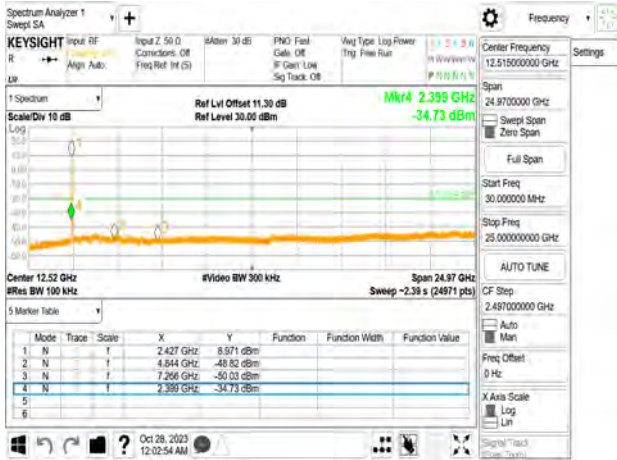 Spectrum Analyzer 1
Swept SA
+
Frequency
KEYSIGHT Input: RF
R
Align: Auto
Input Z: 50 Ω
Corrections: Off
Freq Ref: Int (S)
#Atten: 30 dB
PNO: Fast
Gate: Off
IF Gain: Low
Sig Track: Off
Avg Type: Log-Power
Trig: Free Run
P N N N N N
Center Frequency
12.515000000 GHz
Settings
Span
24.9700000 GHz
Swept Span
Zero Span
Full Span
Start Freq
30.000000 MHz
Stop Freq
25.000000000 GHz
AUTO TUNE
CF Step
2.497000000 GHz
Auto
Man
Freq Offset
0 Hz
X Axis Scale
Log
Lin
Signal Track
1 Spectrum
Scale/Div 10 dB
Log
Ref Lvl Offset 11.30 dB
Ref Level 30.00 dBm
Mkr4 2.399 GHz
-34.73 dBm
Center 12.52 GHz
#Res BW 100 kHz
#Video BW 300 kHz
Span 24.97 GHz
Sweep ~2.39 s (24971 pts)
5 Marker Table
Mode Trace Scale X Y Function Function Width Function Value
1 N f 2.427 GHz 8.971 dBm
2 N f 4.844 GHz -48.82 dBm
3 N f 7.266 GHz -50.03 dBm
4 N f 2.399 GHz -34.73 dBm
5
6
?
Oct 28, 2023
12:02:54 AM